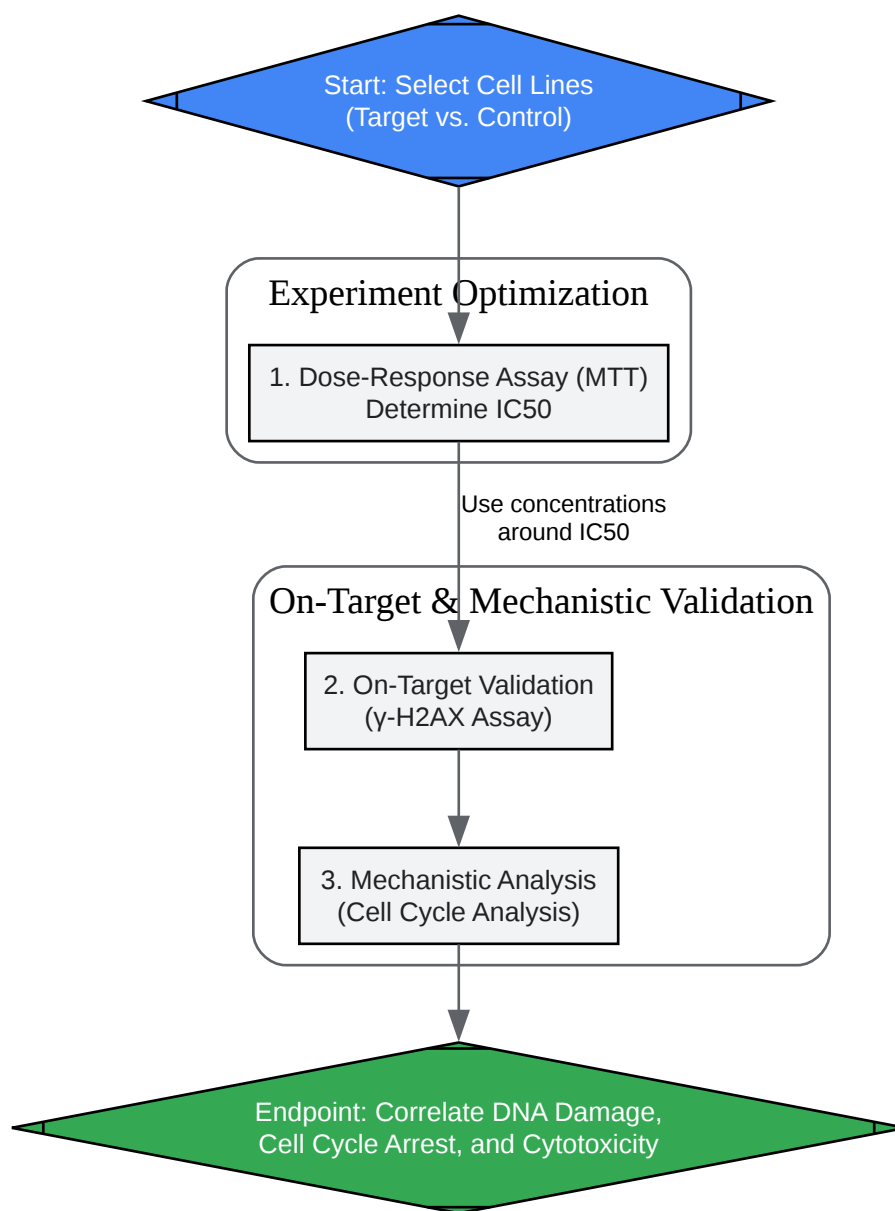 Start: Select Cell Lines
(Target vs. Control)
Experiment Optimization
1. Dose-Response Assay (MTT)
Determine IC50
Use concentrations
around IC50
On-Target & Mechanistic Validation
2. On-Target Validation
(γ-H2AX Assay)
3. Mechanistic Analysis
(Cell Cycle Analysis)
Endpoint: Correlate DNA Damage,
Cell Cycle Arrest, and Cytotoxicity